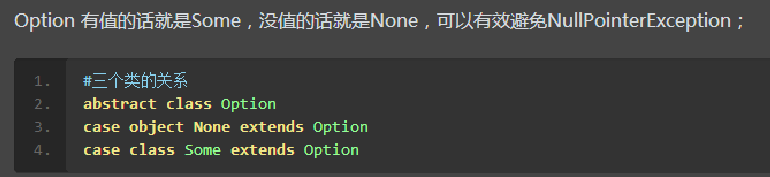 Option 有值的话就是Some，没值的话就是None，可以有效避免NullPointerException；
1. #三个类的关系
2. abstract class Option
3. case object None extends Option
4. case class Some extends Option